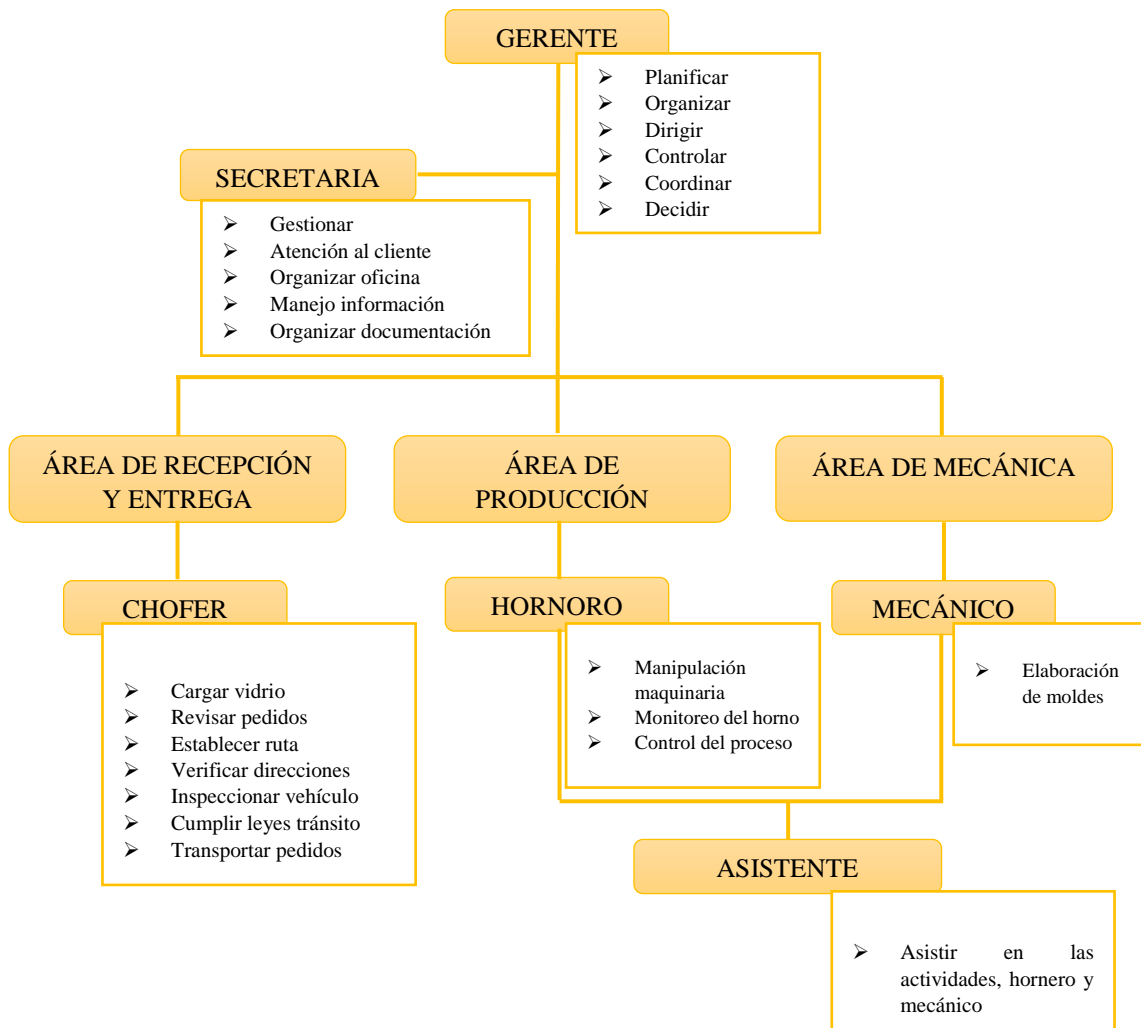 GERENTE
➢ Planificar
➢ Organizar
➢ Dirigir
➢ Controlar
➢ Coordinar
➢ Decidir
SECRETARIA
➢ Gestionar
➢ Atención al cliente
➢ Organizar oficina
➢ Manejo información
➢ Organizar documentación
ÁREA DE RECEPCIÓN
Y ENTREGA
ÁREA DE
PRODUCCIÓN
ÁREA DE MECÁNICA
CHOFER
➢ Cargar vidrio
➢ Revisar pedidos
➢ Establecer ruta
➢ Verificar direcciones
➢ Inspeccionar vehículo
➢ Cumplir leyes tránsito
➢ Transportar pedidos
HORNORO
➢ Manipulación
maquinaria
➢ Monitoreo del horno
➢ Control del proceso
MECÁNICO
➢ Elaboración
de moldes
ASISTENTE
➢ Asistir en las
actividades, hornero y
mecánico